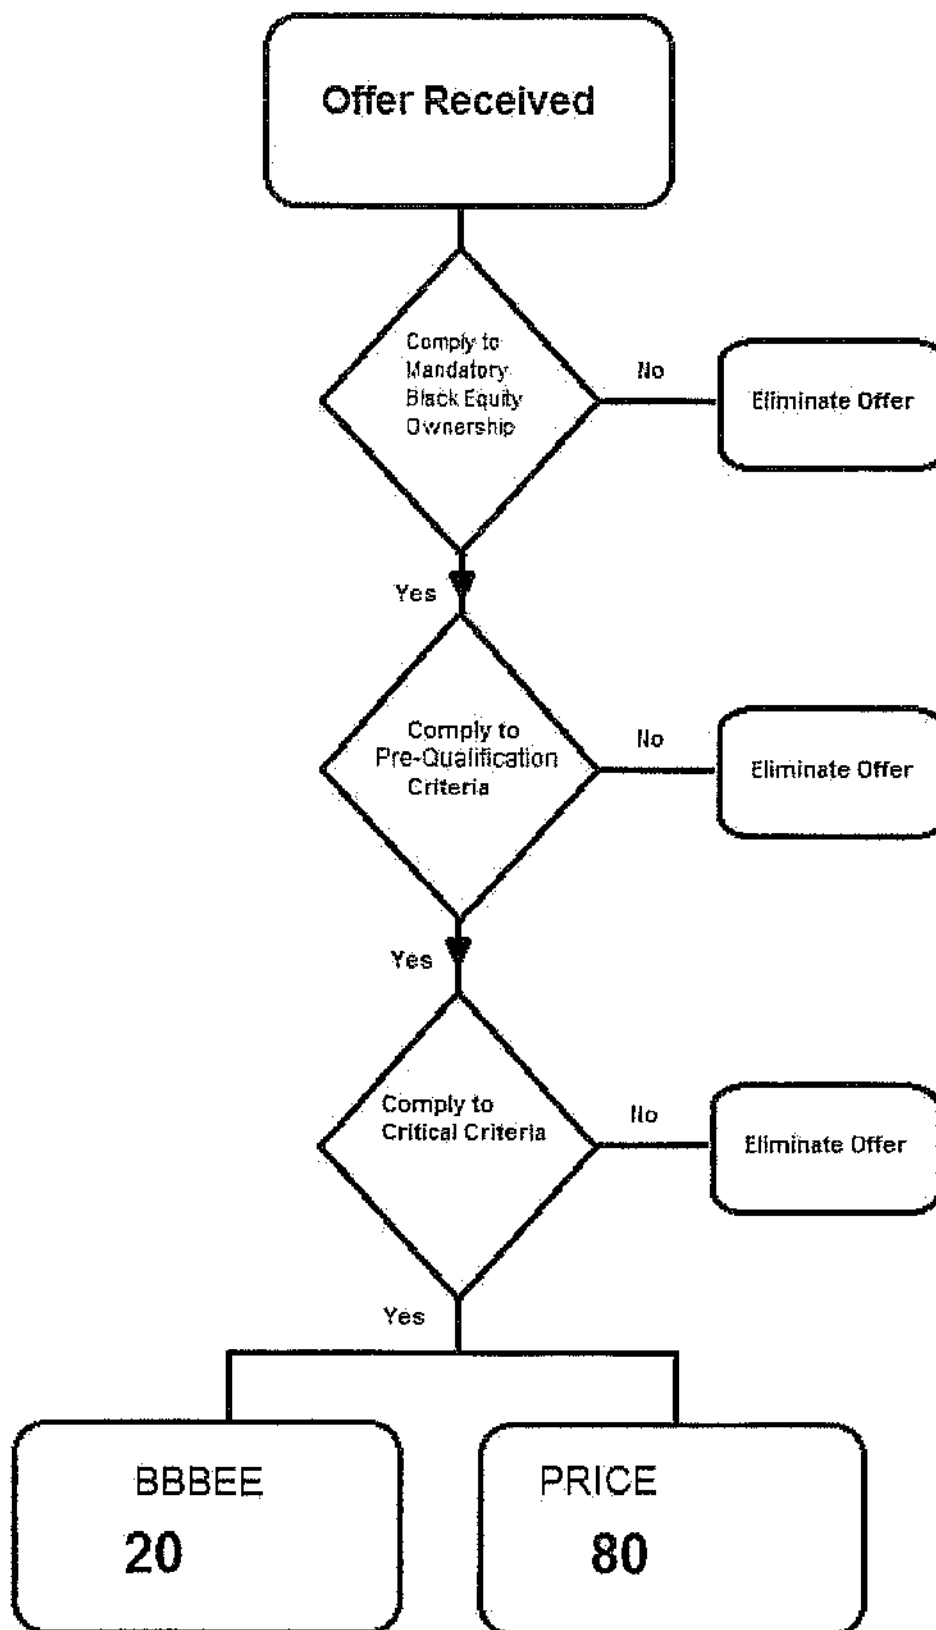 Offer Received
Comply to
Mandatory
Black Equity
Ownership
No
Eliminate Offer
Yes
Comply to
Pre-Qualification
Criteria
No
Eliminate Offer
Yes
Comply to
Critical Criteria
No
Eliminate Offer
Yes
BBBEE
20
PRICE
80